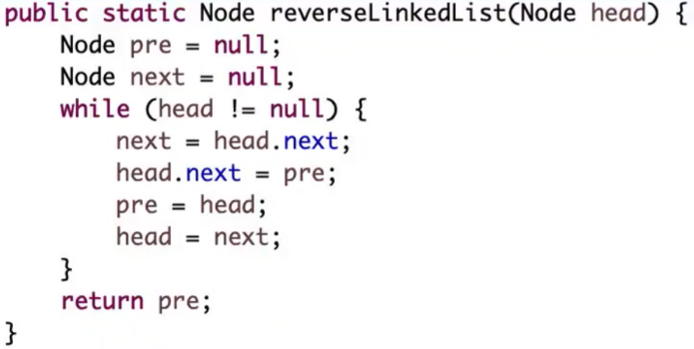 public static Node reverseLinkedList(Node head) {
    Node pre = null;
    Node next = null;
    while (head != null) {
        next = head.next;
        head.next = pre;
        pre = head;
        head = next;
    }
    return pre;
}